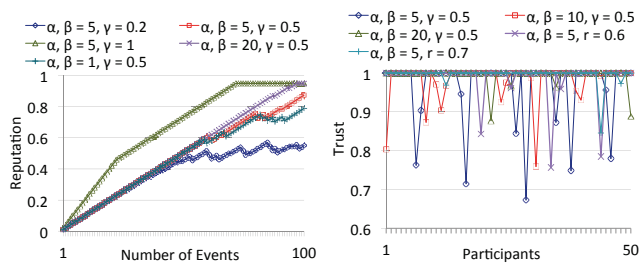 α, β = 5, γ = 0.2
α, β = 5, γ = 0.5
α, β = 5, γ = 1
α, β = 20, γ = 0.5
α, β = 1, γ = 0.5
1
0.8
0.6
0.4
0.2
0
Reputation
1
Number of Events
100
α, β = 5, γ = 0.5
α, β = 10, γ = 0.5
α, β = 20, γ = 0.5
α, β = 5, r = 0.6
α, β = 5, r = 0.7
1
0.9
0.8
0.7
0.6
Trust
1
Participants
50